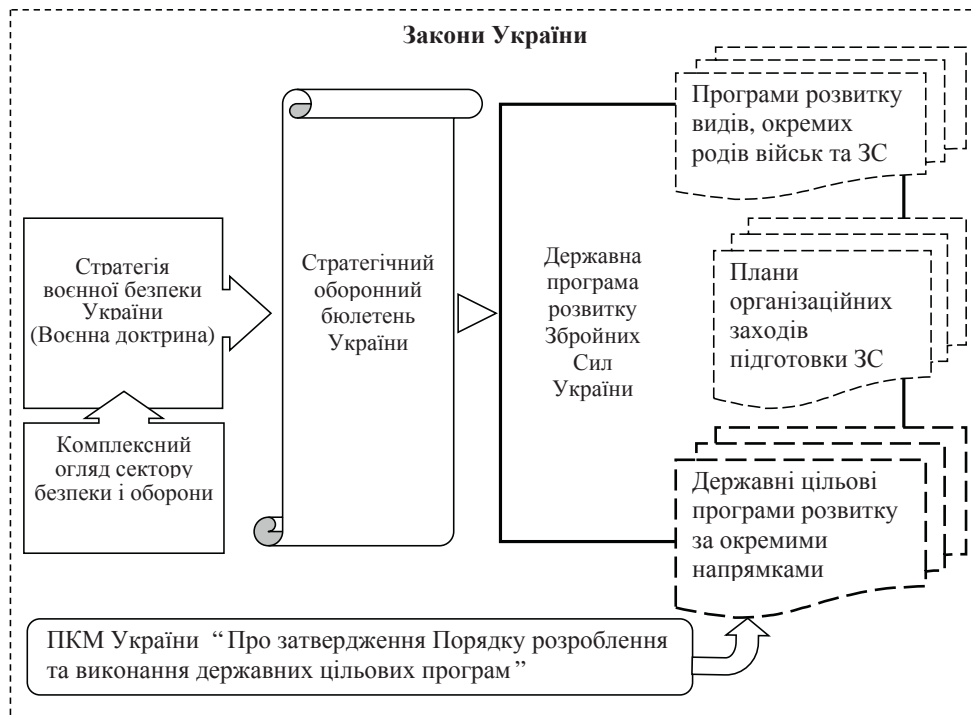 Закони України
Стратегія
воєнної безпеки
України
(Воєнна доктрина)
Комплексний
огляд сектору
безпеки і оборони
Стратегічний
оборонний
бюлетень
України
Державна
програма
розвитку
Збройних
Сил
України
Програми розвитку
видів, окремих
родів військ та ЗС
Плани
організаційних
заходів
підготовки ЗС
Державні цільові
програми розвитку
за окремими
напрямками
ПКМ України “Про затвердження Порядку розроблення
та виконання державних цільових програм”